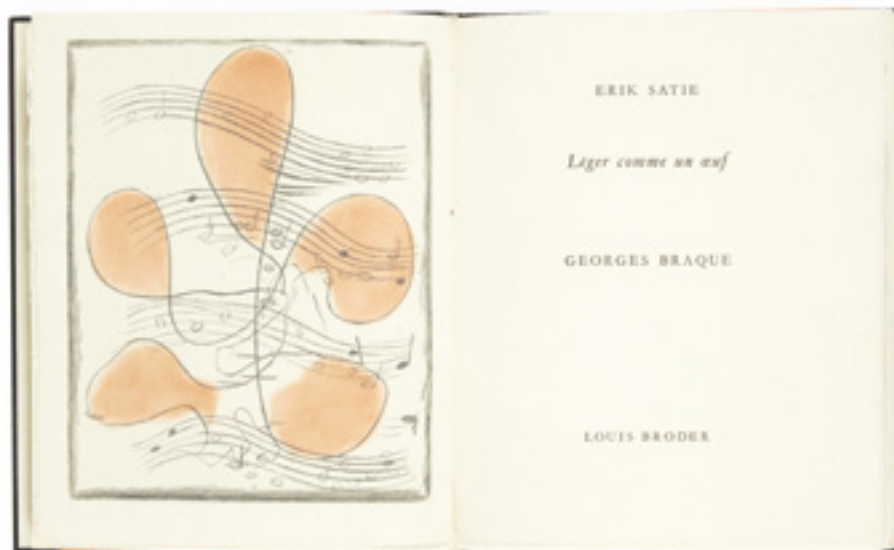 ERIK SATIE
Léger comme un œuf
GEORGES BRAQUE
LOUIS BRODER